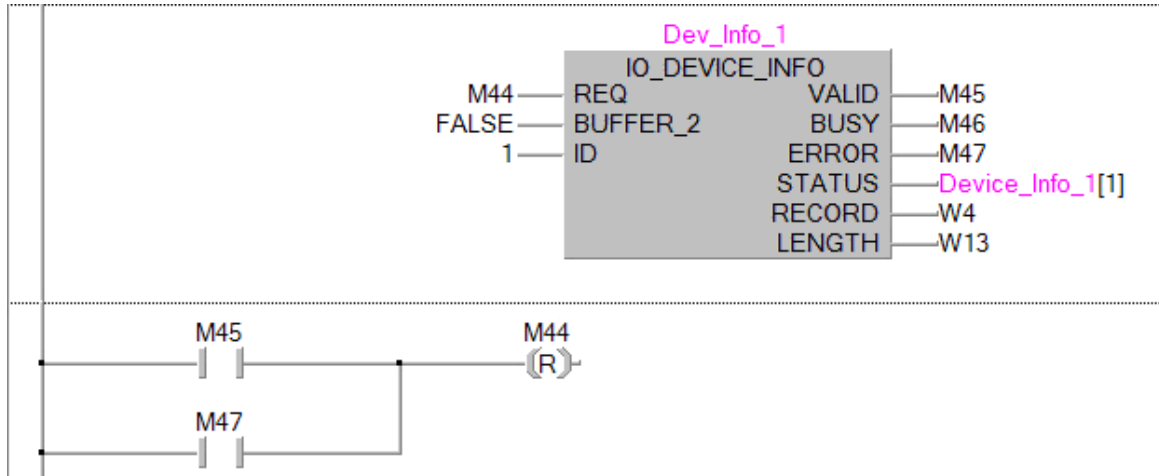 Dev_Info_1
IO_DEVICE_INFO
M44 REQ VALID M45
FALSE BUFFER_2 BUSY M46
1 ID ERROR M47
STATUS Device_Info_1[1]
RECORD W4
LENGTH W13
M45 M44
(R)
M47